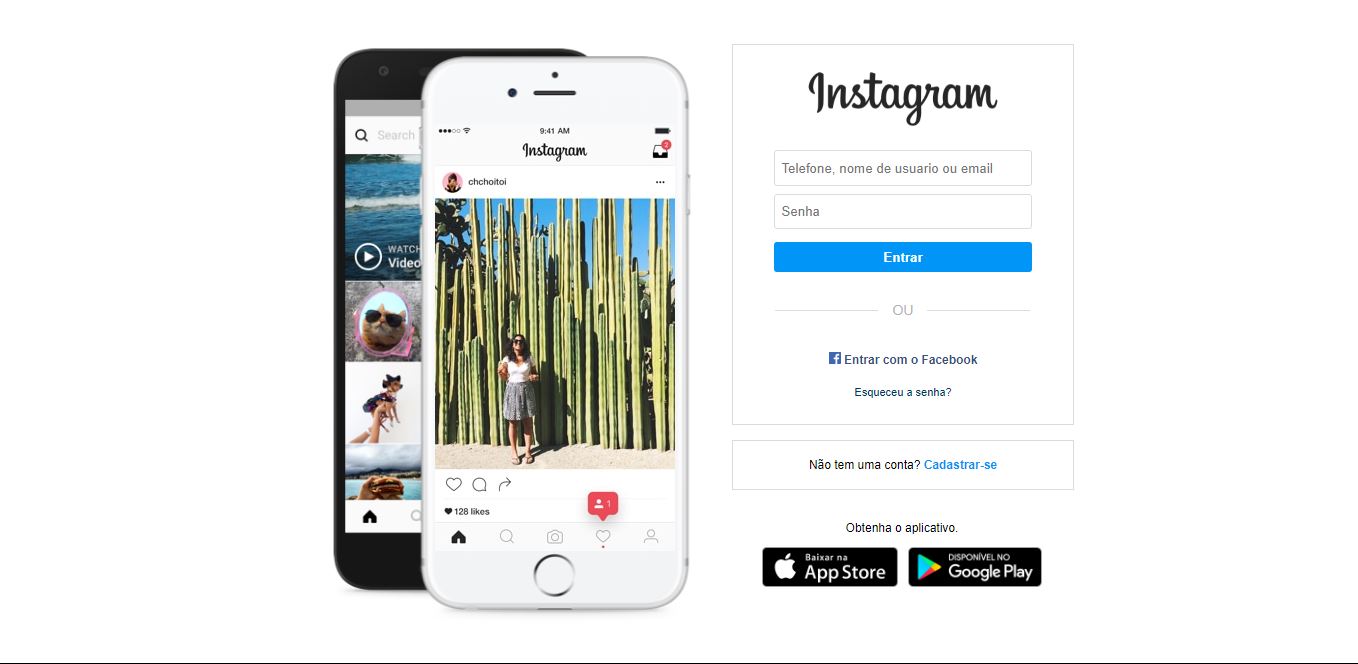 Search
WATCH
Video
9:41 AM
Instagram
2
chchoitoi
128 likes
1
Instagram
Telefone, nome de usuario ou email
Senha
Entrar
OU
Entrar com o Facebook
Esqueceu a senha?
Não tem uma conta? Cadastrar-se
Obtenha o aplicativo.
Baixar na
App Store
DISPONÍVEL NO
Google Play